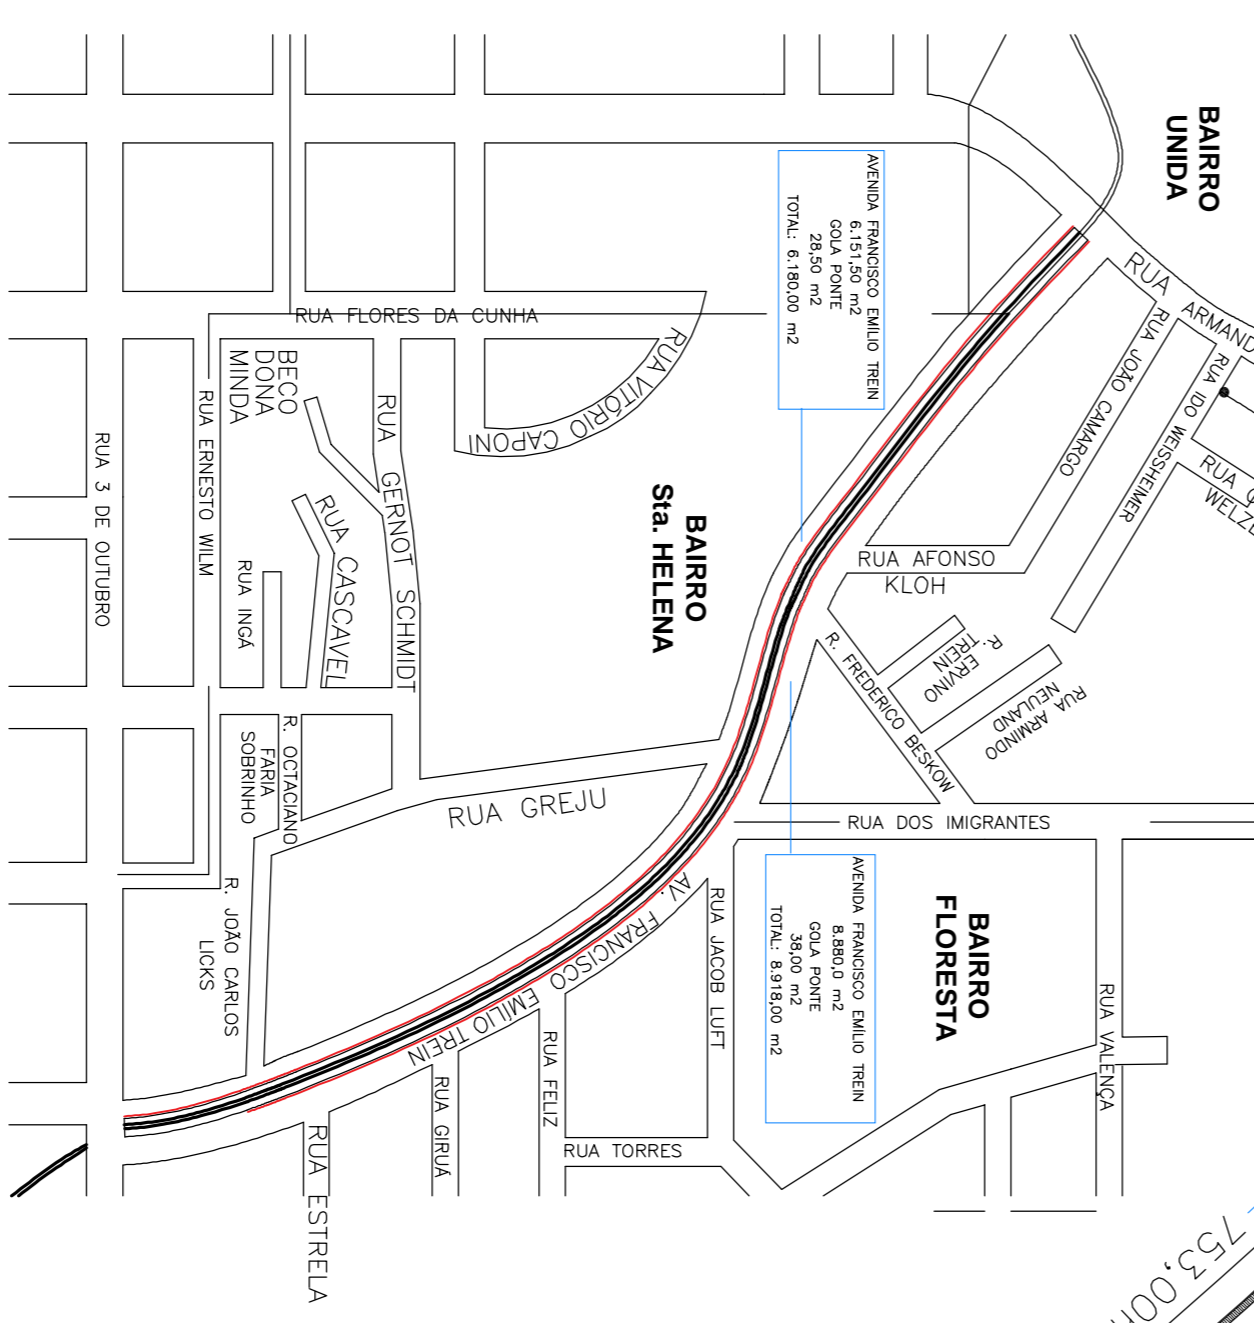 BAIRRO
UNIDA
AVENIDA FRANCISCO EMÍLIO TREIN
6.151,50 m2
GOLA PONTE
28,50 m2
TOTAL: 6.180,00 m2
RUA
ARMAND
RUA JOÃO CAMARGO
RUA IDO WEISSHEIMER
RUA
WELZE
RUA FLORES DA CUNHA
RUA VITÓRIO CAPONI
BECO
DONA
MINDA
RUA ERNESTO WILM
RUA 3 DE OUTUBRO
RUA GERNOT SCHMIDT
RUA CASCAVEL
RUA INGÁ
BAIRRO
Sta. HELENA
RUA AFONSO
KLOH
R. FREDERICO BESKOW
R. ERVINO
TREIN
RUA ARMINDO
NEULAND
R. OCTACIANO
FARIA
SOBRINHO
RUA GREJU
RUA DOS IMIGRANTES
AVENIDA FRANCISCO EMÍLIO TREIN
8.880,0 m2
GOLA PONTE
38,00 m2
TOTAL: 8.918,00 m2
BAIRRO
FLORESTA
R. JOÃO CARLOS
LICKS
AV. FRANCISCO EMÍLIO TREIN
RUA JACOB LUFT
RUA VALENÇA
RUA FELIZ
RUA GIRUÁ
RUA TORRES
RUA ESTRELA
753,00